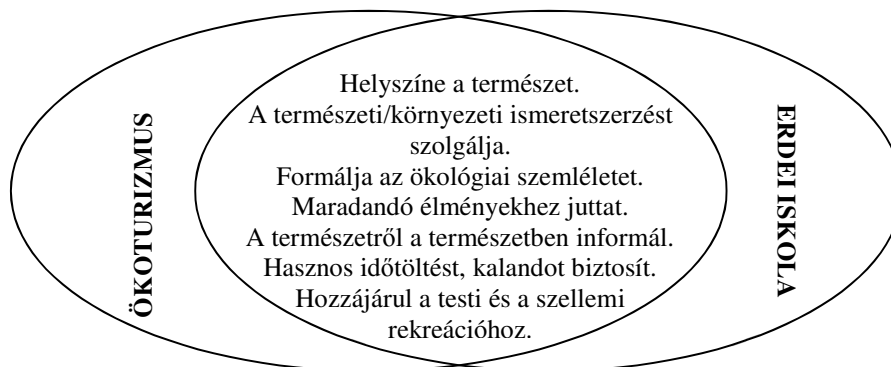 ÖKOTURIZMUS
Helyszíne a természet.
A természeti/környezeti ismeretszerzést
szolgálja.
Formálja az ökológiai szemléletet.
Maradandó élményekhez juttat.
A természetről a természetben informál.
Hasznos időtöltést, kalandot biztosít.
Hozzájárul a testi és a szellemi
rekreációhoz.
ERDEI ISKOLA